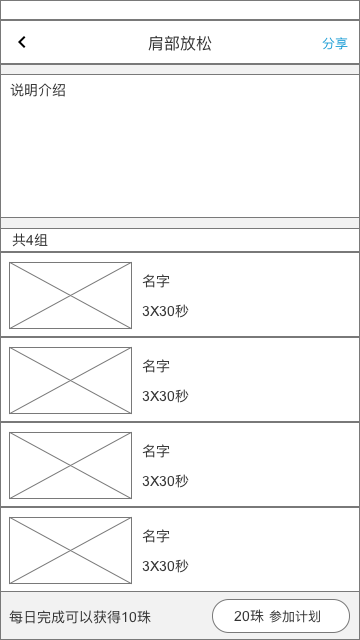 肩部放松
分享
说明介绍
共4组
名字
3X30秒
名字
3X30秒
名字
3X30秒
名字
3X30秒
每日完成可以获得10珠
20珠 参加计划